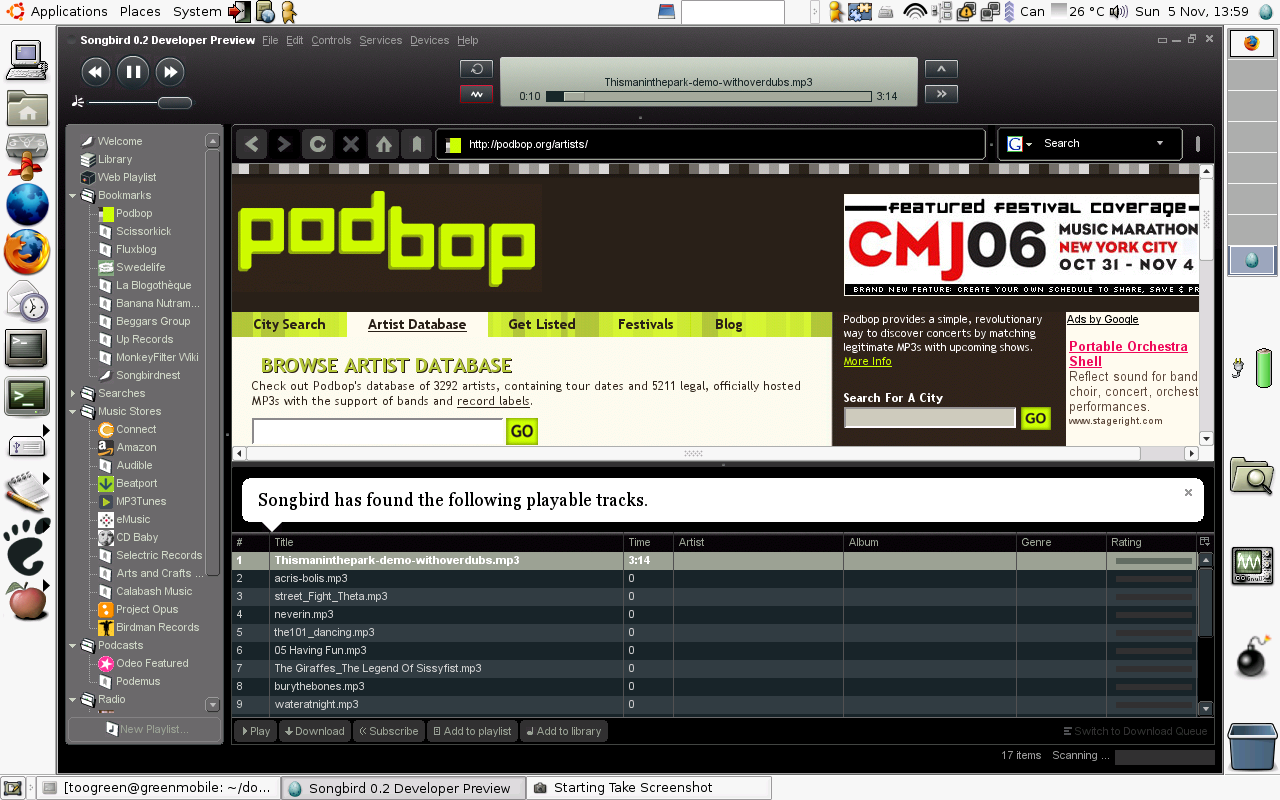 Applications Places System Can 26 °C Sun 5 Nov, 13:59
Songbird 0.2 Developer Preview File Edit Controls Services Devices Help
Thismaninthepark-demo-withoverdubs.mp3
0:10 3:14
Welcome
Library
Web Playlist
Bookmarks
Podbop
Scissorkick
Fluxblog
Swedelife
La Blogothèque
Banana Nutram...
Beggars Group
Up Records
MonkeyFilter Wiki
Songbirdnest
Searches
Music Stores
Connect
Amazon
Audible
Beatport
MP3Tunes
eMusic
CD Baby
Selectric Records
Arts and Crafts ...
Calabash Music
Project Opus
Birdman Records
Podcasts
Odeo Featured
Podemus
Radio
New Playlist...
http://podbop.org/artists/ G Search
podbop
FEATURED FESTIVAL COVERAGE
CMJ06
MUSIC MARATHON
NEW YORK CITY
OCT 31 - NOV 4
BRAND NEW FEATURE: CREATE YOUR OWN SCHEDULE TO SHARE, SAVE & PR
City Search Artist Database Get Listed Festivals Blog
BROWSE ARTIST DATABASE
Check out Podbop's database of 3292 artists, containing tour dates and 5211 legal, officially hosted
MP3s with the support of bands and record labels.
GO
Podbop provides a simple, revolutionary
way to discover concerts by matching
legitimate MP3s with upcoming shows.
More Info
Search For A City
GO
Ads by Google
Portable Orchestra
Shell
Reflect sound for band
choir, concert, orchest
performances.
www.stageright.com
Songbird has found the following playable tracks.
# Title Time Artist Album Genre Rating
1 Thismaninthepark-demo-withoverdubs.mp3 3:14
2 acris-bolis.mp3 0
3 street_Fight_Theta.mp3 0
4 neverin.mp3 0
5 the101_dancing.mp3 0
6 05 Having Fun.mp3 0
7 The Giraffes_The Legend Of Sissyfist.mp3 0
8 burythebones.mp3 0
9 wateratnight.mp3 0
Play Download Subscribe Add to playlist Add to library Switch to Download Queue
17 items Scanning ...
[toogreen@greenmobile: ~/do... Songbird 0.2 Developer Preview Starting Take Screenshot